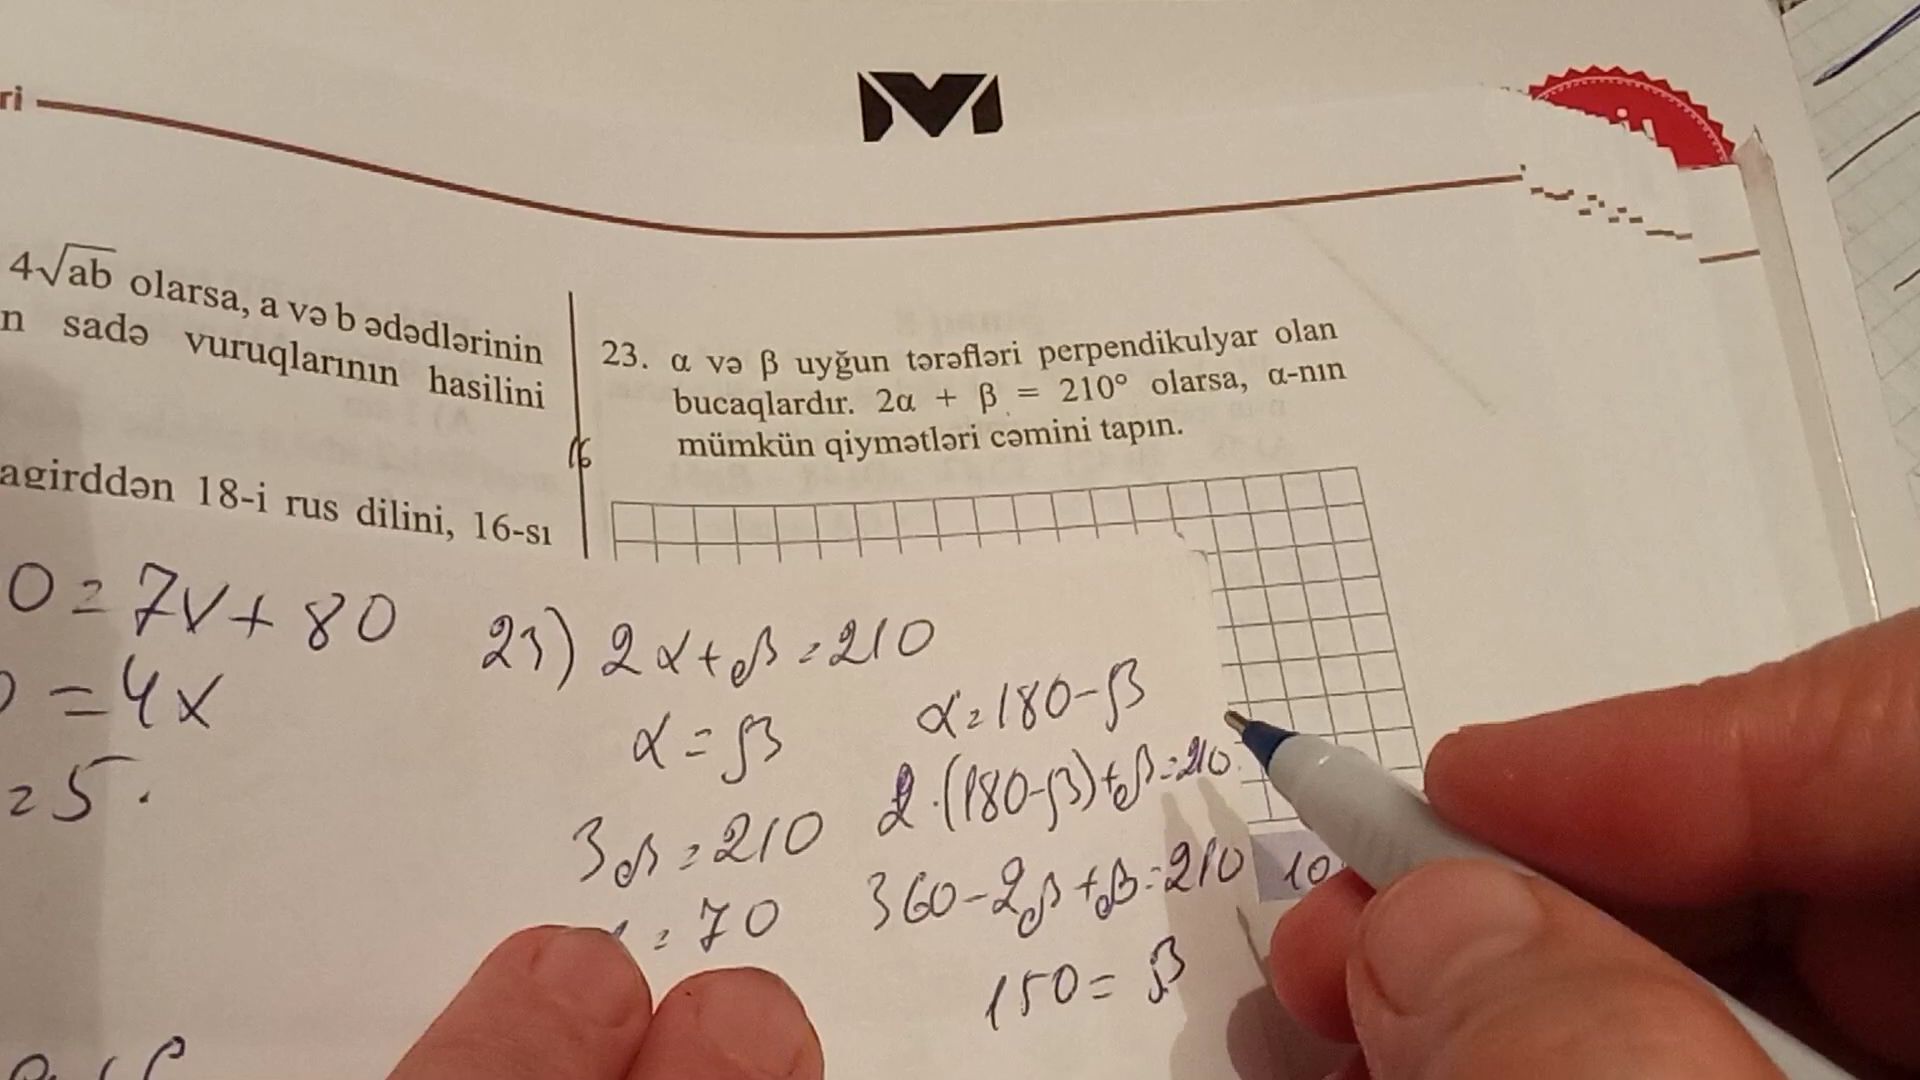 ri
4√ab olarsa, a və b ədədlərinin
n sadə vuruqlarının hasilini
agirddən 18-i rus dilini, 16-sı
23. α və β uyğun tərəfləri perpendikulyar olan
bucaqlardır. 2α + β = 210° olarsa, α-nın
mümkün qiymətləri cəmini tapın.
0 = 7v + 80
= 4x
= 5.
23) 2α + β = 210
α = β
3β = 210
= 70
α = 180 - β
2·(180-β)+β=210
360-2β+β=210
150 = β
10